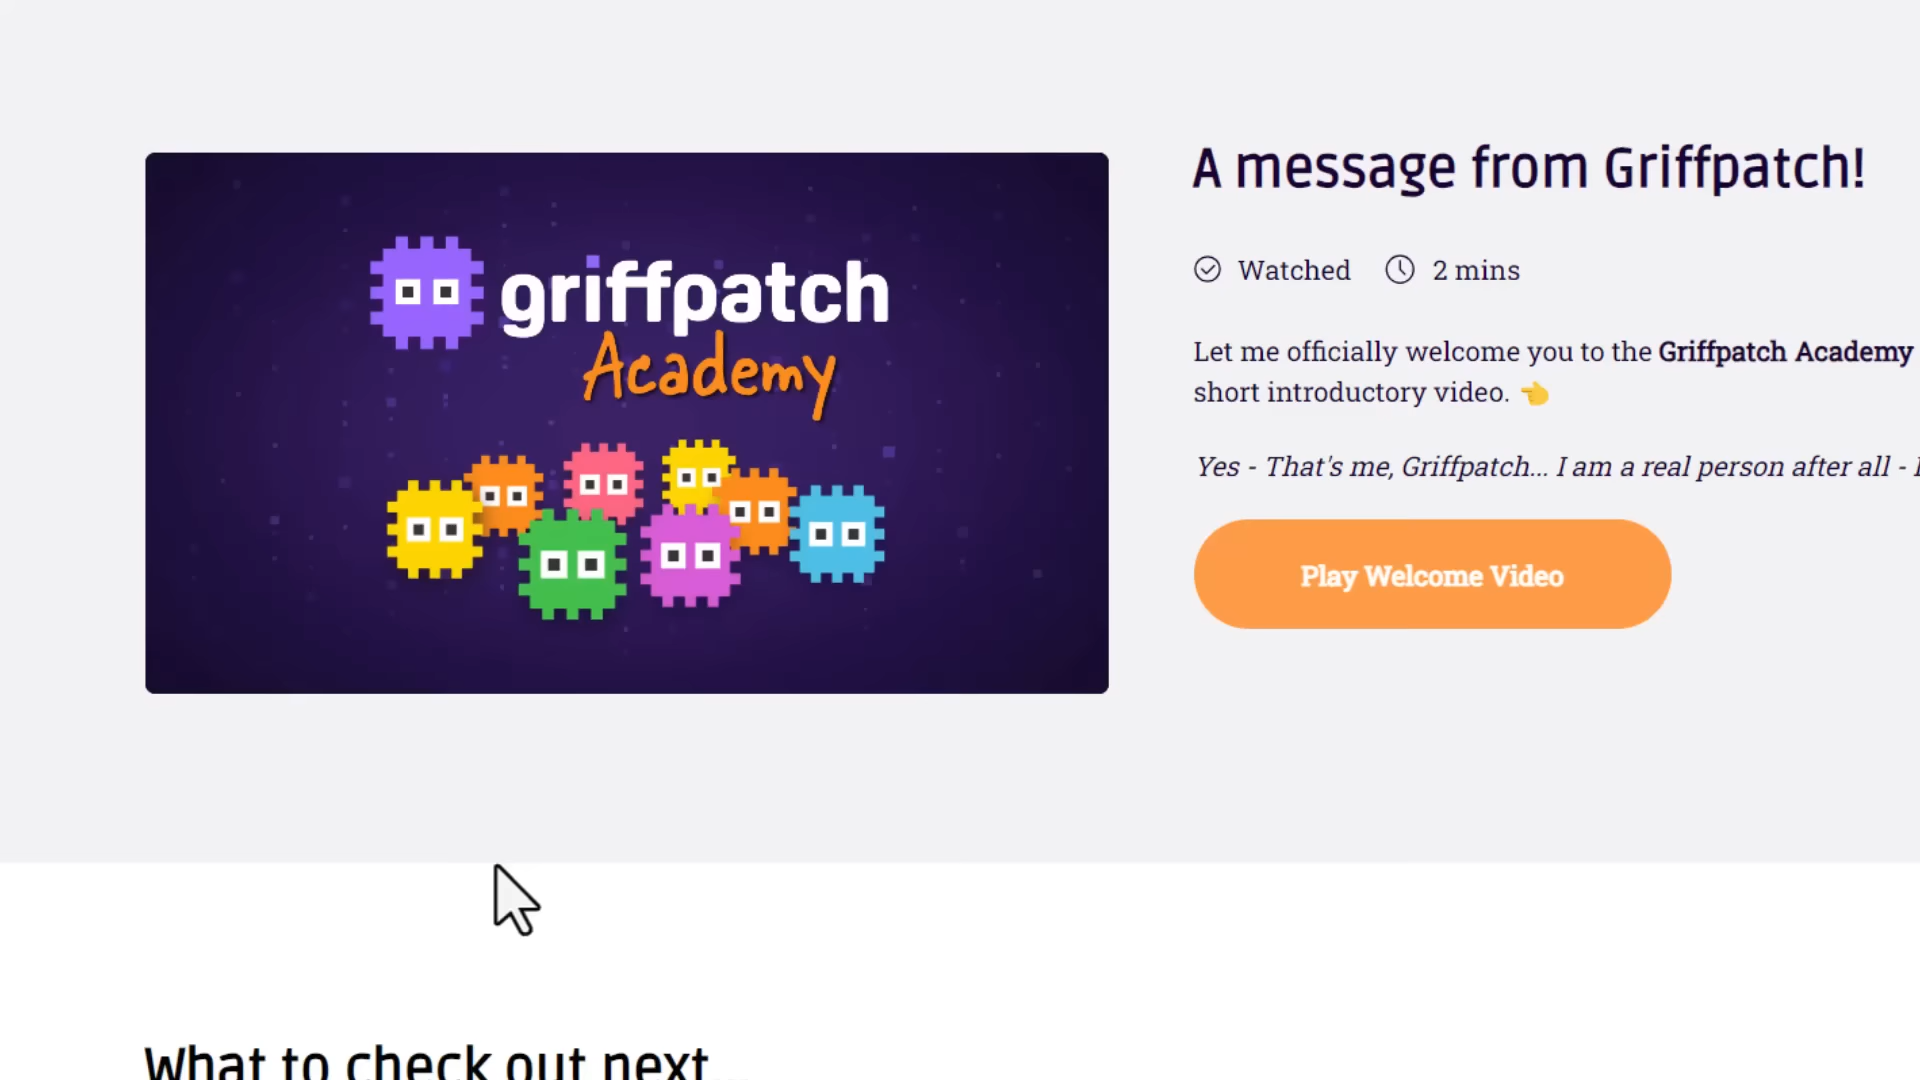 griffpatch
Academy
A message from Griffpatch!
Watched 2 mins
Let me officially welcome you to the Griffpatch Academy
short introductory video. 👈
Yes - That's me, Griffpatch... I am a real person after all -
Play Welcome Video
What to check out next...